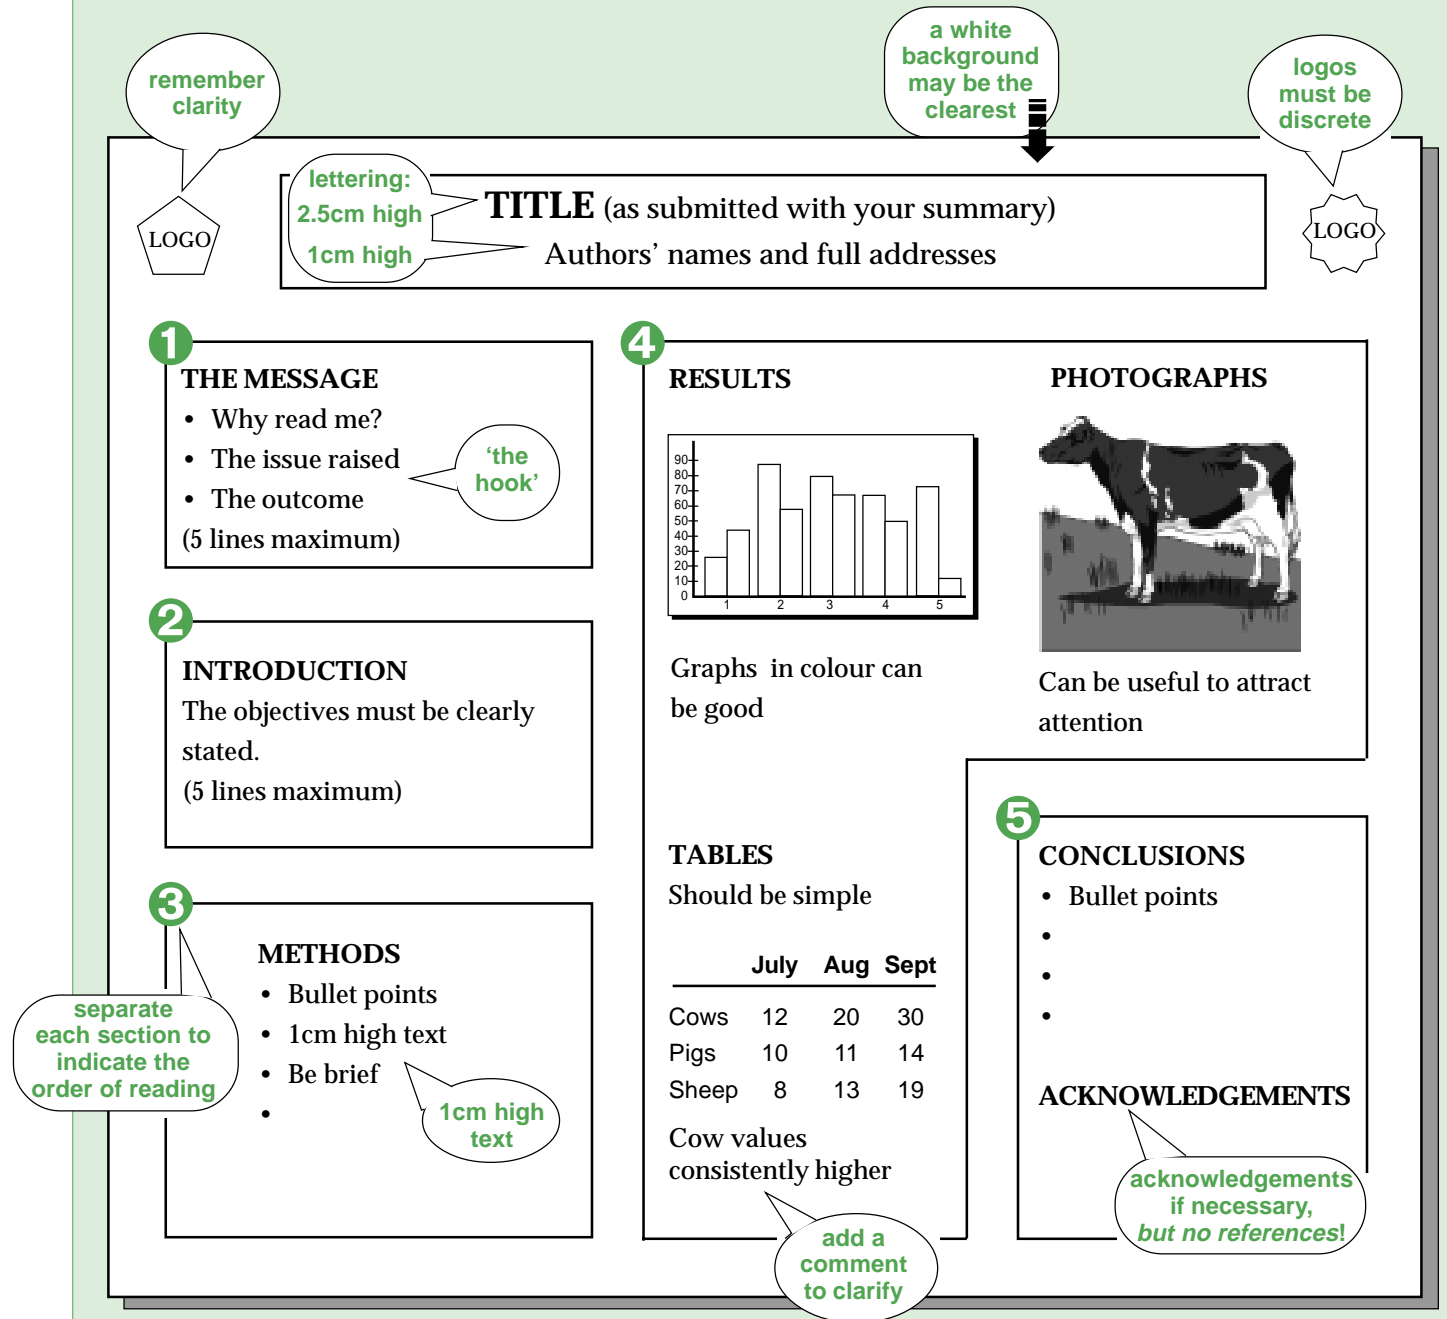 remember
clarity
a white
background
may be the
clearest
logos
must be
discrete
LOGO
lettering:
2.5cm high
1cm high
TITLE (as submitted with your summary)
Authors' names and full addresses
LOGO
1
THE MESSAGE
• Why read me?
• The issue raised
• The outcome
(5 lines maximum)
'the
hook'
2
INTRODUCTION
The objectives must be clearly
stated.
(5 lines maximum)
3
METHODS
• Bullet points
• 1cm high text
• Be brief
•
separate
each section to
indicate the
order of reading
1cm high
text
4
RESULTS
90
80
70
60
50
40
30
20
10
0
1 2 3 4 5
Graphs in colour can
be good
PHOTOGRAPHS
Can be useful to attract
attention
TABLES
Should be simple
July Aug Sept
Cows 12 20 30
Pigs 10 11 14
Sheep 8 13 19
Cow values
consistently higher
add a
comment
to clarify
5
CONCLUSIONS
• Bullet points
•
•
•
ACKNOWLEDGEMENTS
acknowledgements
if necessary,
but no references!